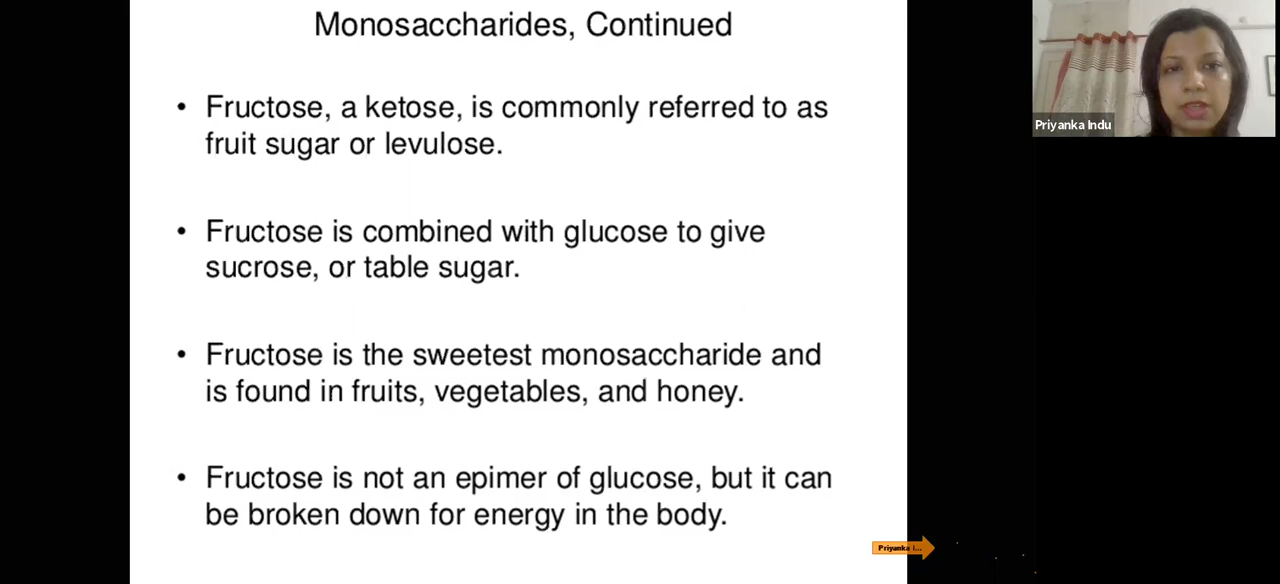 Monosaccharides, Continued
• Fructose, a ketose, is commonly referred to as
fruit sugar or levulose.
• Fructose is combined with glucose to give
sucrose, or table sugar.
• Fructose is the sweetest monosaccharide and
is found in fruits, vegetables, and honey.
• Fructose is not an epimer of glucose, but it can
be broken down for energy in the body.
Priyanka Indu
Priyanka I...